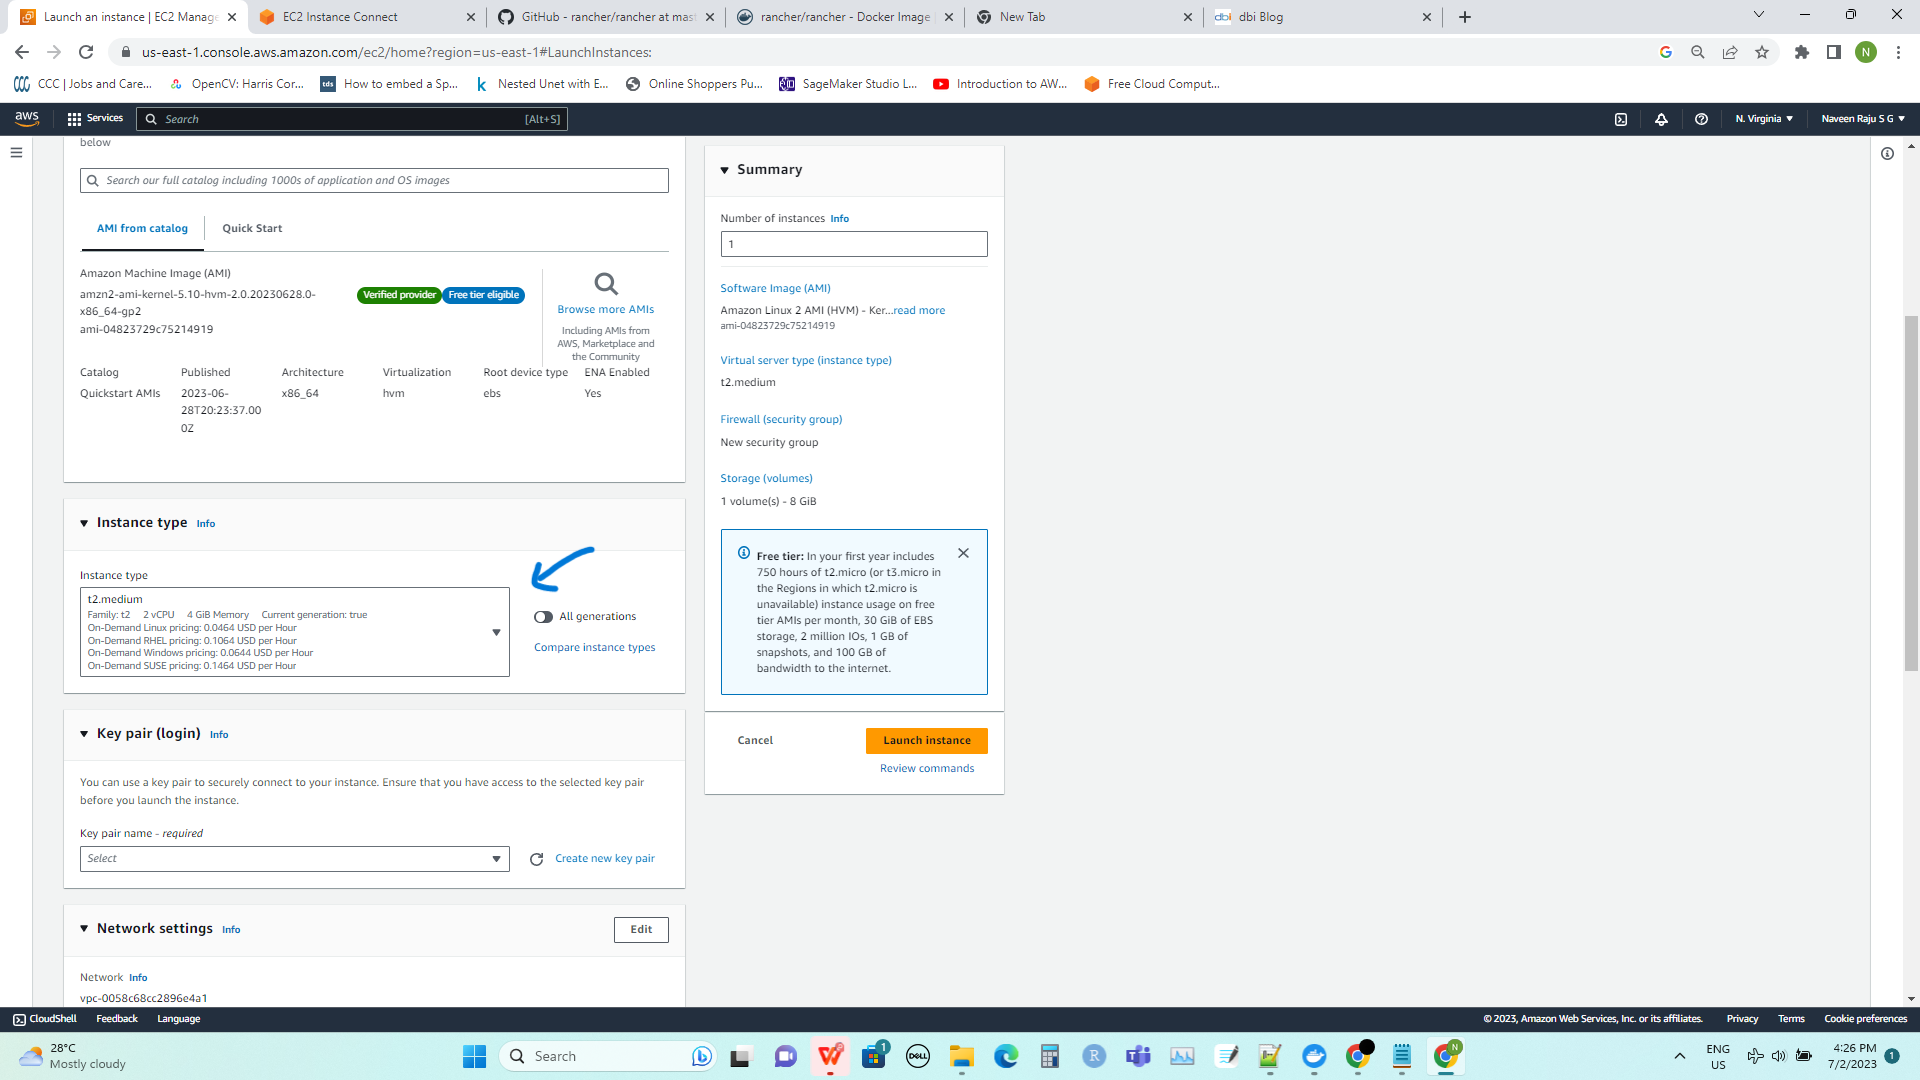 Launch an instance | EC2 Manage
EC2 Instance Connect
GitHub - rancher/rancher at mast
rancher/rancher - Docker Image
New Tab
dbi dbi Blog
us-east-1.console.aws.amazon.com/ec2/home?region=us-east-1#LaunchInstances:
N
CCC | Jobs and Care...
OpenCV: Harris Cor...
tds How to embed a Sp...
k Nested Unet with E...
Online Shoppers Pu...
SageMaker Studio L...
Introduction to AW...
Free Cloud Comput...
aws
Services
Search
[Alt+S]
N. Virginia
Naveen Raju S G
below
Search our full catalog including 1000s of application and OS images
AMI from catalog
Quick Start
Amazon Machine Image (AMI)
amzn2-ami-kernel-5.10-hvm-2.0.20230628.0-
x86_64-gp2
ami-04823729c75214919
Verified provider
Free tier eligible
Browse more AMIs
Including AMIs from
AWS, Marketplace and
the Community
Catalog
Published
Architecture
Virtualization
Root device type
ENA Enabled
Quickstart AMIs
2023-06-
28T20:23:37.00
0Z
x86_64
hvm
ebs
Yes
Instance type Info
Instance type
t2.medium
Family: t2 2 vCPU 4 GiB Memory Current generation: true
On-Demand Linux pricing: 0.0464 USD per Hour
On-Demand RHEL pricing: 0.1064 USD per Hour
On-Demand Windows pricing: 0.0644 USD per Hour
On-Demand SUSE pricing: 0.1464 USD per Hour
All generations
Compare instance types
Key pair (login) Info
You can use a key pair to securely connect to your instance. Ensure that you have access to the selected key pair
before you launch the instance.
Key pair name - required
Select
Create new key pair
Network settings Info
Edit
Network Info
vpc-0058c68cc2896e4a1
Summary
Number of instances Info
1
Software Image (AMI)
Amazon Linux 2 AMI (HVM) - Ker...read more
ami-04823729c75214919
Virtual server type (instance type)
t2.medium
Firewall (security group)
New security group
Storage (volumes)
1 volume(s) - 8 GiB
Free tier: In your first year includes
750 hours of t2.micro (or t3.micro in
the Regions in which t2.micro is
unavailable) instance usage on free
tier AMIs per month, 30 GiB of EBS
storage, 2 million IOs, 1 GB of
snapshots, and 100 GB of
bandwidth to the internet.
Cancel
Launch instance
Review commands
CloudShell
Feedback
Language
© 2023, Amazon Web Services, Inc. or its affiliates.
Privacy
Terms
Cookie preferences
28°C
Mostly cloudy
Search
1
DELL
R
N
ENG
US
4:26 PM
7/2/2023
1